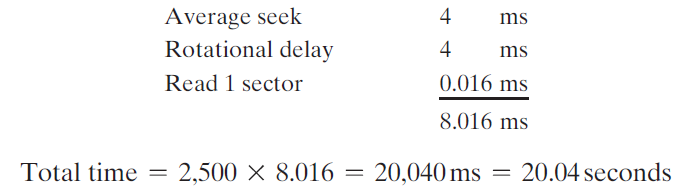 Average seek 4 ms
Rotational delay 4 ms
Read 1 sector 0.016 ms
8.016 ms
Total time = 2,500 × 8.016 = 20,040 ms = 20.04 seconds